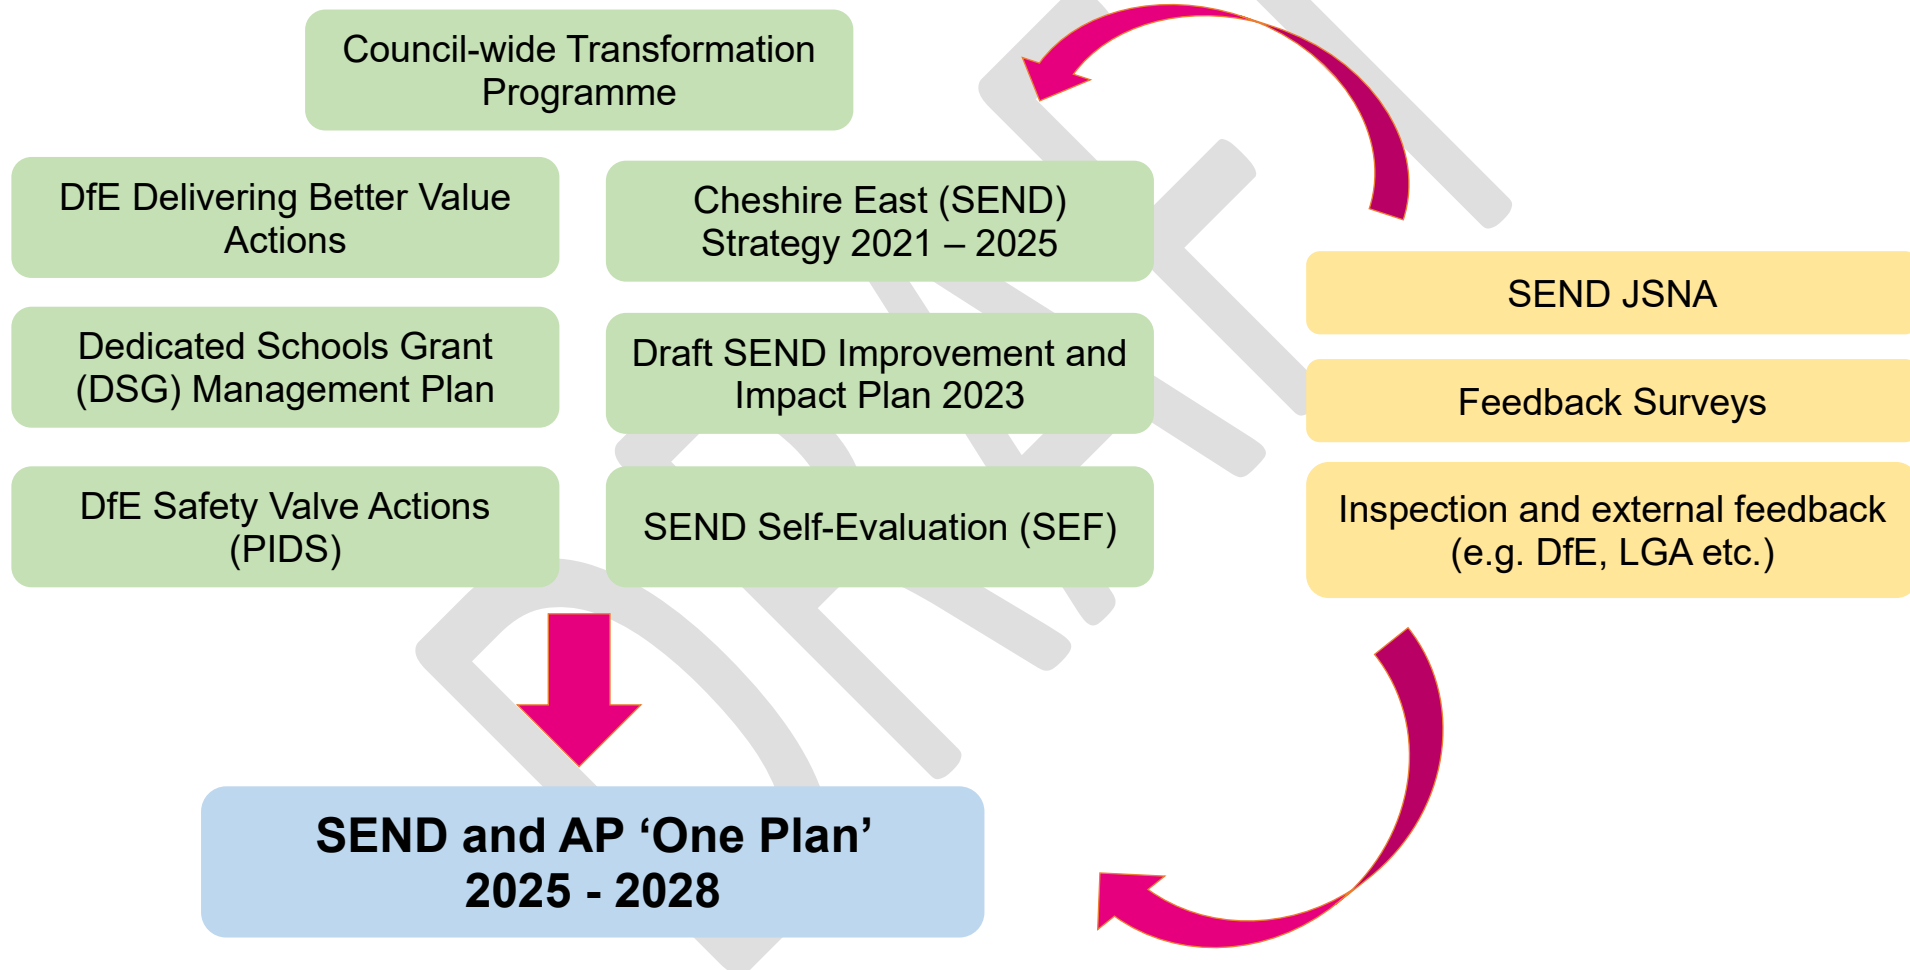 Council-wide Transformation
Programme
DfE Delivering Better Value
Actions
Cheshire East (SEND)
Strategy 2021 – 2025
Dedicated Schools Grant
(DSG) Management Plan
Draft SEND Improvement and
Impact Plan 2023
DfE Safety Valve Actions
(PIDS)
SEND Self-Evaluation (SEF)
SEND JSNA
Feedback Surveys
Inspection and external feedback
(e.g. DfE, LGA etc.)
SEND and AP ‘One Plan’
2025 - 2028
DRAFT